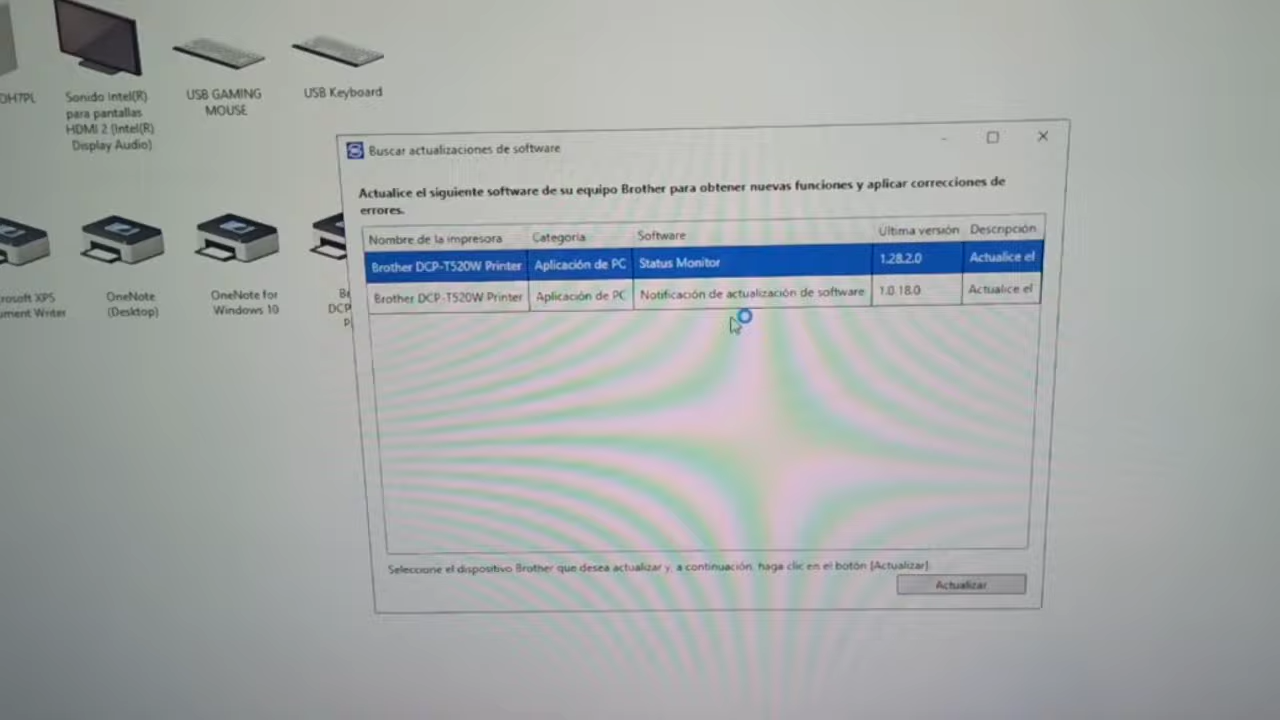 DH7PL
Sonido Intel(R)
para pantallas
HDMI 2 (Intel(R)
Display Audio)
USB GAMING
MOUSE
USB Keyboard
OneNote
(Desktop)
OneNote for
Windows 10
DCP
Buscar actualizaciones de software
Actualice el siguiente software de su equipo Brother para obtener nuevas funciones y aplicar correcciones de
errores.
Nombre de la impresora Categoría Software Última versión Descripción
Brother DCP-T520W Printer Aplicación de PC Status Monitor 1.28.2.0 Actualice el
Brother DCP-T520W Printer Aplicación de PC Notificación de actualización de software 1.0.18.0 Actualice el
Seleccione el dispositivo Brother que desea actualizar y, a continuación, haga clic en el botón [Actualizar].
Actualizar